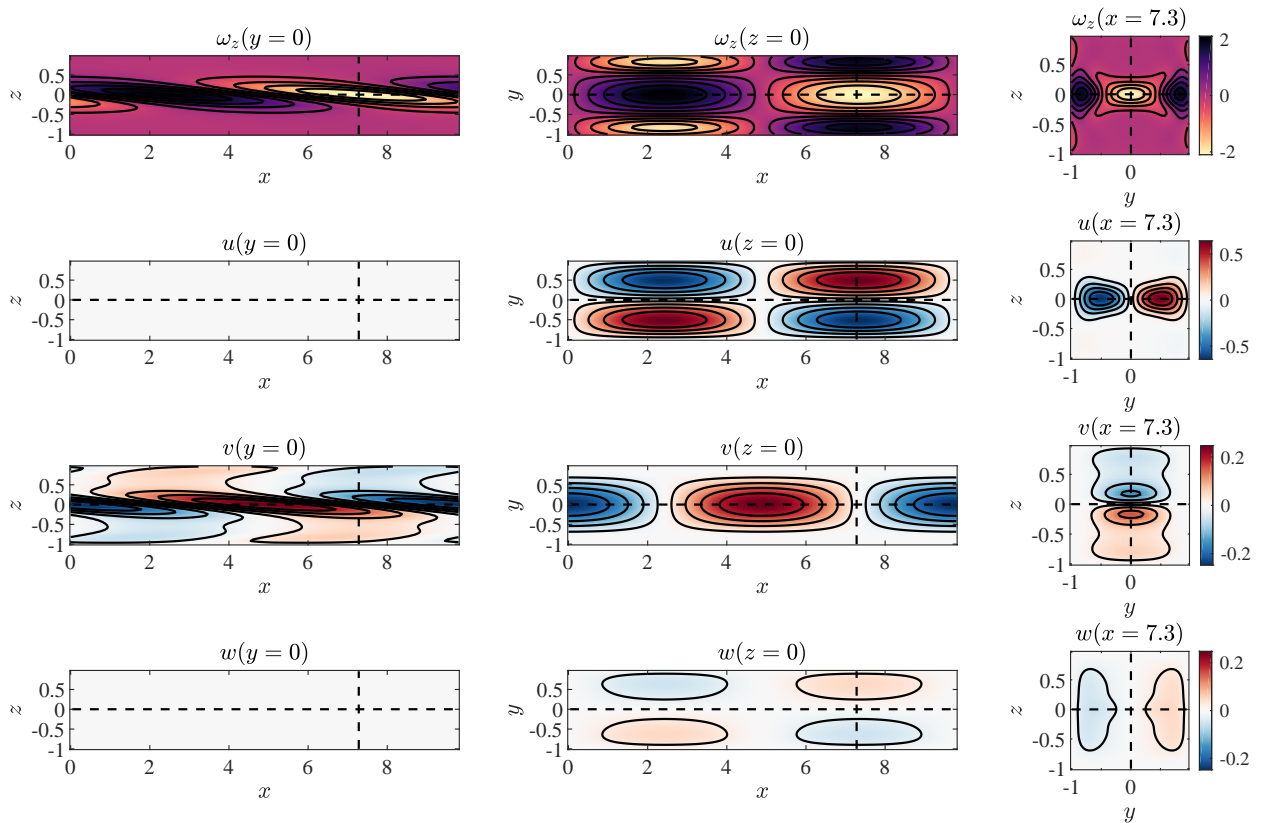 ω_z(y = 0)
ω_z(z = 0)
ω_z(x = 7.3)
z
0.5
0
-0.5
-1
0 2 4 6 8
x
y
0.5
0
-0.5
-1
0 2 4 6 8
x
z
0.5
0
-0.5
-1
-1 0
y
2
0
-2
u(y = 0)
u(z = 0)
u(x = 7.3)
z
0.5
0
-0.5
-1
0 2 4 6 8
x
y
0.5
0
-0.5
-1
0 2 4 6 8
x
z
0.5
0
-0.5
-1
-1 0
y
0.5
0
-0.5
v(y = 0)
v(z = 0)
v(x = 7.3)
z
0.5
0
-0.5
-1
0 2 4 6 8
x
y
0.5
0
-0.5
-1
0 2 4 6 8
x
z
0.5
0
-0.5
-1
-1 0
y
0.2
0
-0.2
w(y = 0)
w(z = 0)
w(x = 7.3)
z
0.5
0
-0.5
-1
0 2 4 6 8
x
y
0.5
0
-0.5
-1
0 2 4 6 8
x
z
0.5
0
-0.5
-1
-1 0
y
0.2
0
-0.2